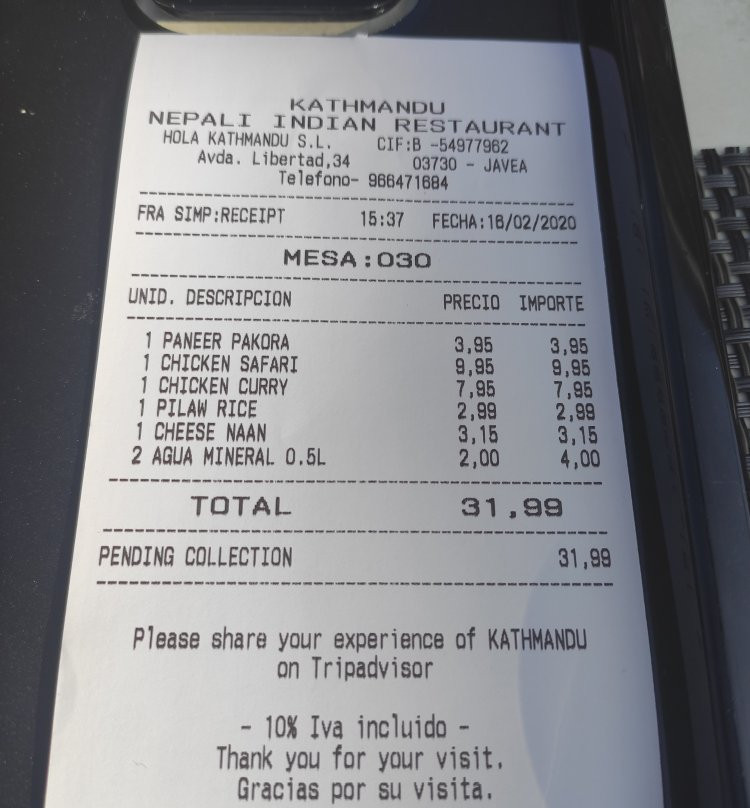 KATHMANDU
NEPALI INDIAN RESTAURANT
HOLA KATHMANDU S.L. CIF:B -54977962
Avda. Libertad,34 03730 - JAVEA
Telefono- 966471684
FRA SIMP:RECEIPT 15:37 FECHA:16/02/2020
MESA:030
UNID. DESCRIPCION PRECIO IMPORTE
1 PANEER PAKORA 3,95 3,95
1 CHICKEN SAFARI 9,95 9,95
1 CHICKEN CURRY 7,95 7,95
1 PILAW RICE 2,99 2,99
1 CHEESE NAAN 3,15 3,15
2 AGUA MINERAL 0.5L 2,00 4,00
TOTAL 31,99
PENDING COLLECTION 31,99
Please share your experience of KATHMANDU
on Tripadvisor
- 10% Iva incluido -
Thank you for your visit.
Gracias por su visita.